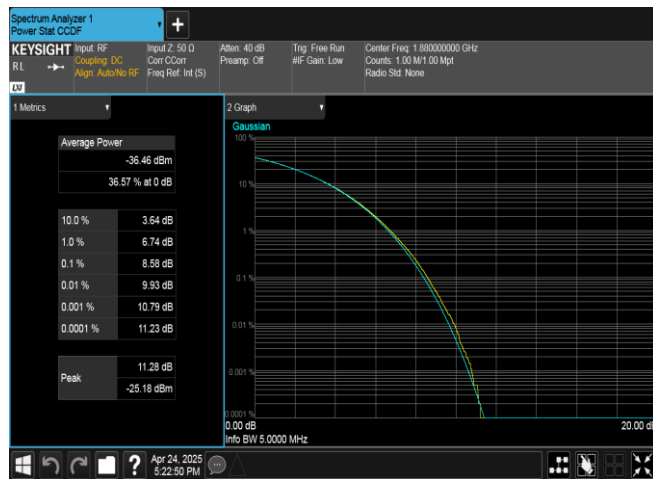 Spectrum Analyzer 1
Power Stat CCDF
+
KEYSIGHT
RL
LXI
Input: RF
Coupling: DC
Align: Auto/No RF
Input Z: 50 Ω
Corr CCorr
Freq Ref: Int (S)
Atten: 40 dB
Preamp: Off
Trig: Free Run
#IF Gain: Low
Center Freq: 1.880000000 GHz
Counts: 1.00 M/1.00 Mpt
Radio Std: None
1 Metrics
Average Power
-36.46 dBm
36.57 % at 0 dB
10.0 % 3.64 dB
1.0 % 6.74 dB
0.1 % 8.58 dB
0.01 % 9.93 dB
0.001 % 10.79 dB
0.0001 % 11.23 dB
Peak
11.28 dB
-25.18 dBm
2 Graph
Gaussian
100 %
10 %
1 %
0.1 %
0.01 %
0.001 %
0.0001 %
0.00 dB
20.00 d
Info BW 5.0000 MHz
?
Apr 24, 2025
5:22:50 PM